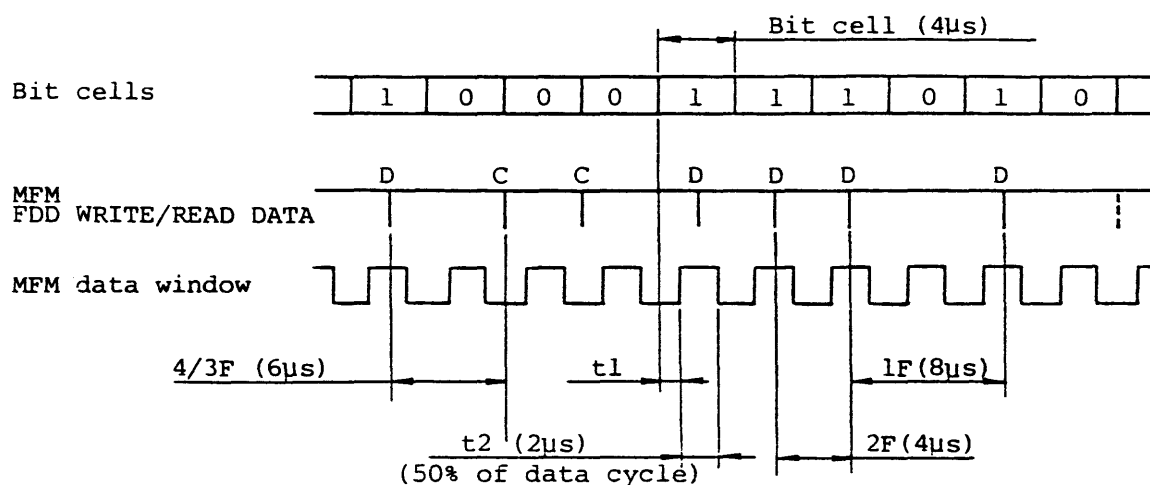 Bit cell (4µs)
Bit cells 1 0 0 0 1 1 1 0 1 0
D C C D D D D
MFM
FDD WRITE/READ DATA
MFM data window
4/3F (6µs) t1 1F(8µs)
t2 (2µs) 2F(4µs)
(50% of data cycle)